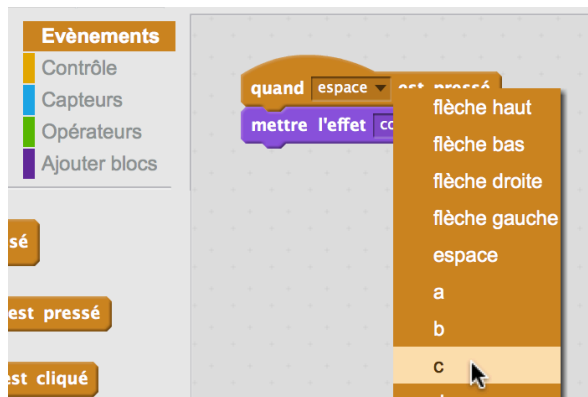 Evènements
Contrôle
Capteurs
Opérateurs
Ajouter blocs
sé
est pressé
est cliqué
quand espace est pressé
mettre l'effet co
flèche haut
flèche bas
flèche droite
flèche gauche
espace
a
b
c